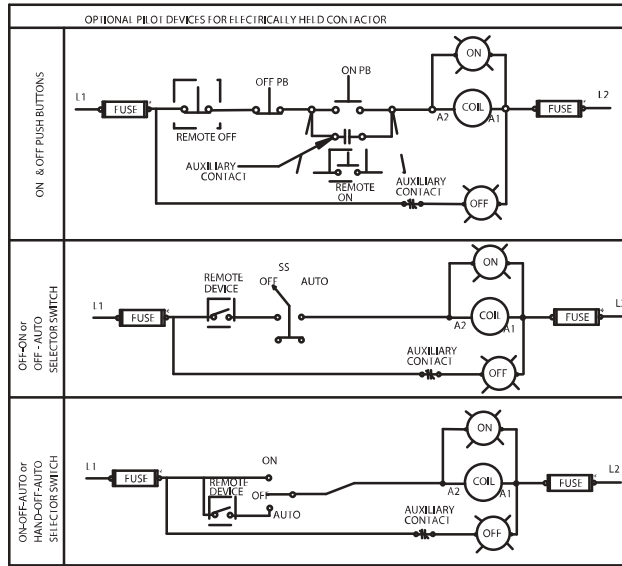 OPTIONAL PILOT DEVICES FOR ELECTRICALLY HELD CONTACTOR
ON & OFF PUSH BUTTONS
L1
FUSE
REMOTE OFF
OFF PB
ON PB
AUXILIARY
CONTACT
REMOTE
ON
AUXILIARY
CONTACT
ON
COIL
A2
A1
OFF
FUSE
L2
OFF-ON or
OFF - AUTO
SELECTOR SWITCH
L1
FUSE
REMOTE
DEVICE
SS
OFF
AUTO
AUXILIARY
CONTACT
ON
COIL
A2
A1
OFF
FUSE
ON-OFF-AUTO or
HAND-OFF-AUTO
SELECTOR SWITCH
L1
FUSE
REMOTE
DEVICE
ON
OFF
AUTO
AUXILIARY
CONTACT
ON
COIL
A2
A1
OFF
FUSE
L2